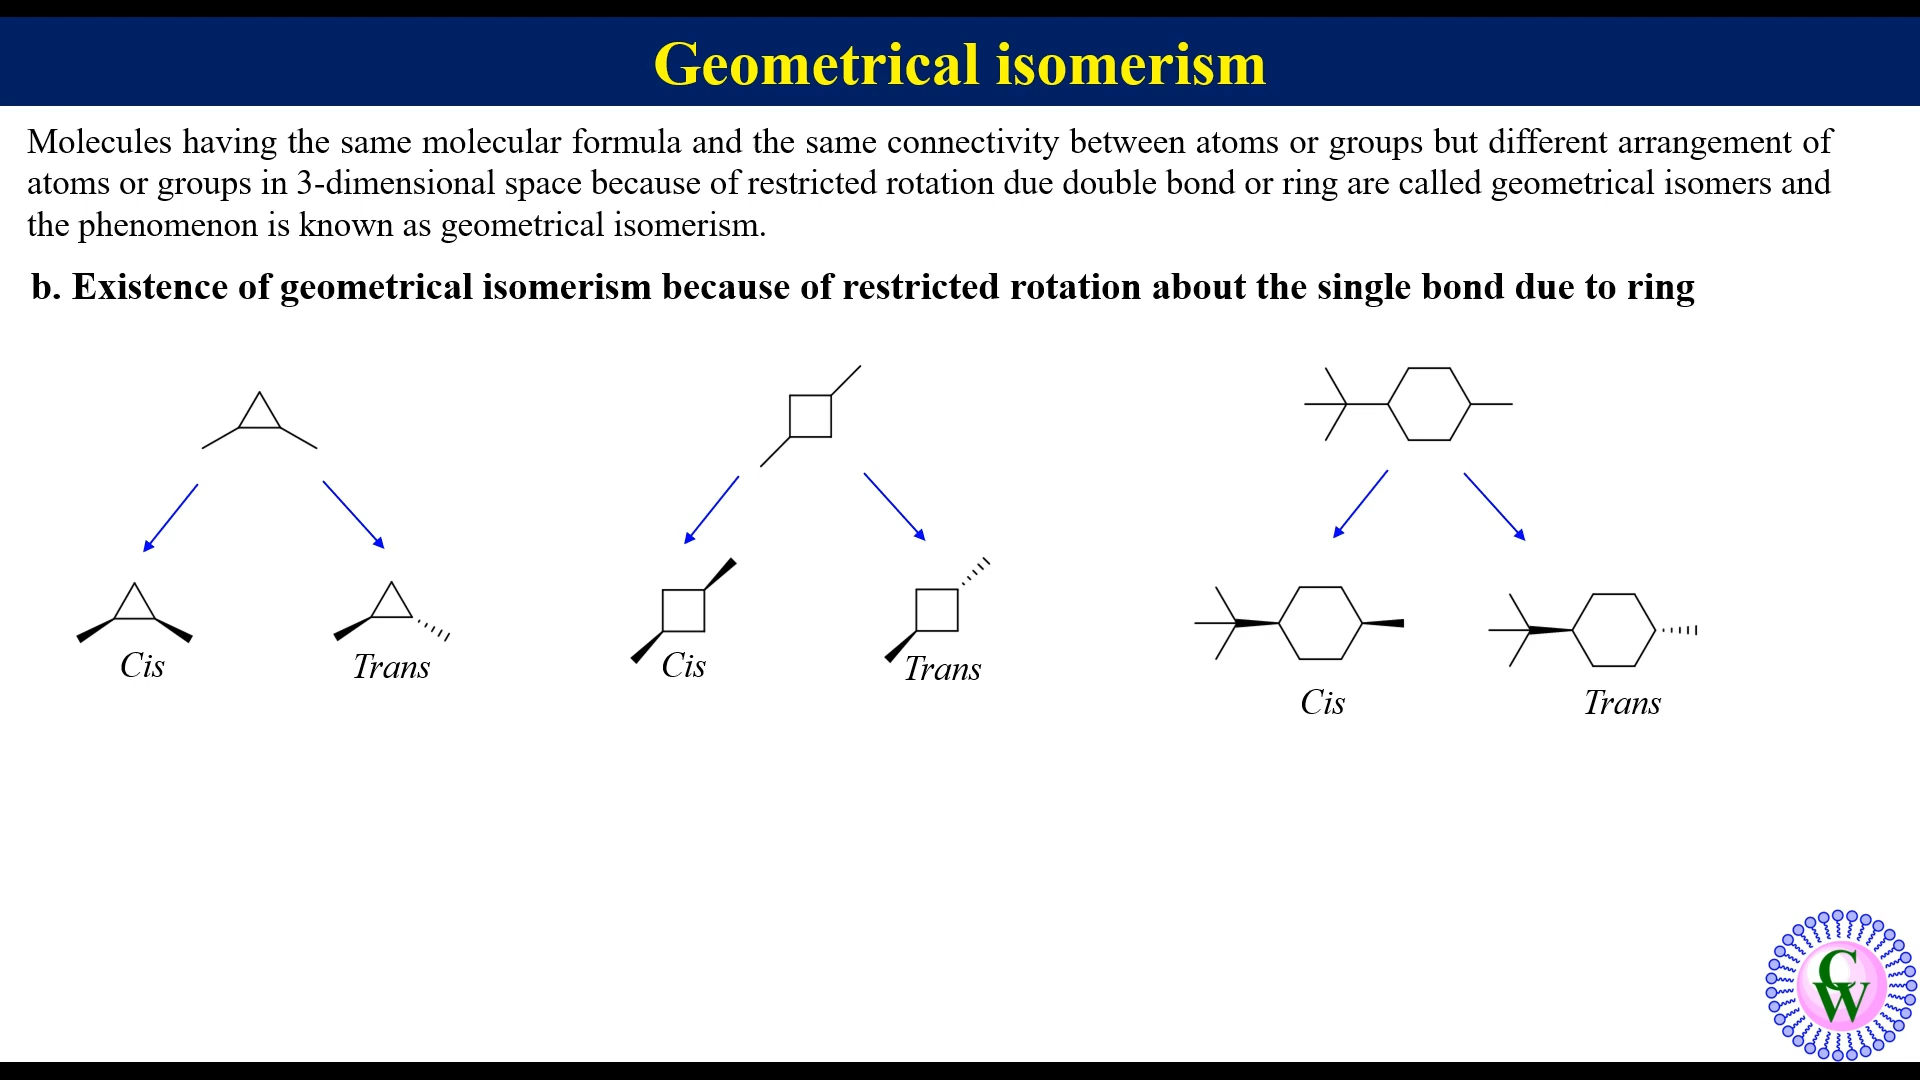 Geometrical isomerism
Molecules having the same molecular formula and the same connectivity between atoms or groups but different arrangement of
atoms or groups in 3-dimensional space because of restricted rotation due double bond or ring are called geometrical isomers and
the phenomenon is known as geometrical isomerism.
b. Existence of geometrical isomerism because of restricted rotation about the single bond due to ring
Cis
Trans
Cis
Trans
Cis
Trans
C
W